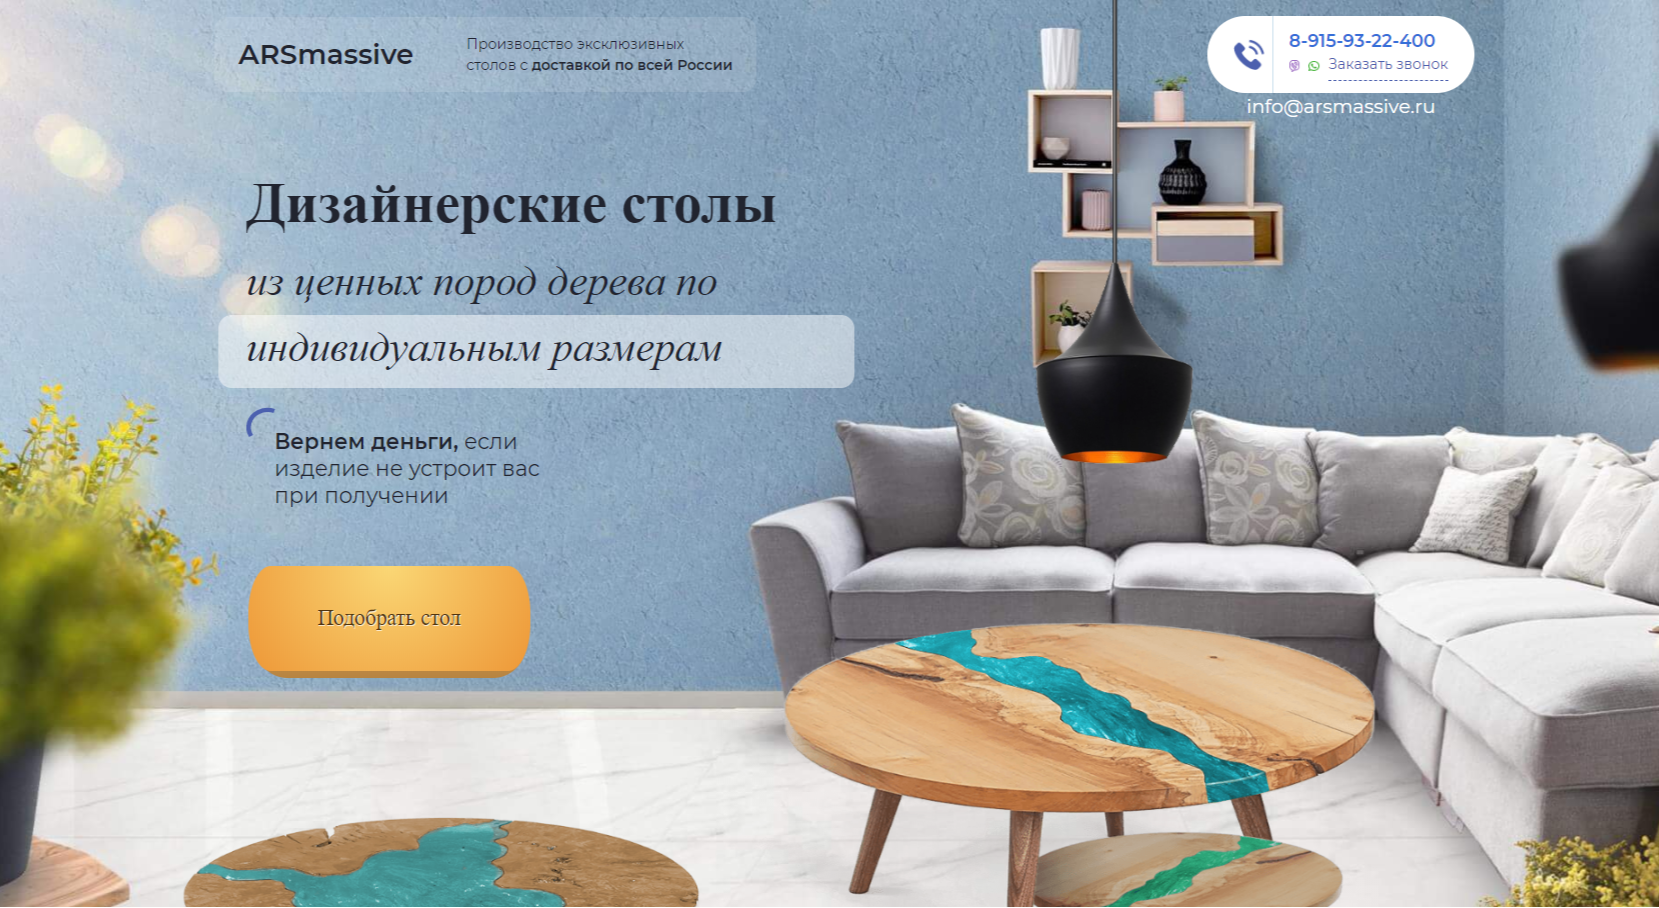 ARSmassive
Производство эксклюзивных
столов с доставкой по всей России
8-915-93-22-400
Заказать звонок
info@arsmassive.ru
Дизайнерские столы
из ценных пород дерева по
индивидуальным размерам
Вернем деньги, если
изделие не устроит вас
при получении
Подобрать стол